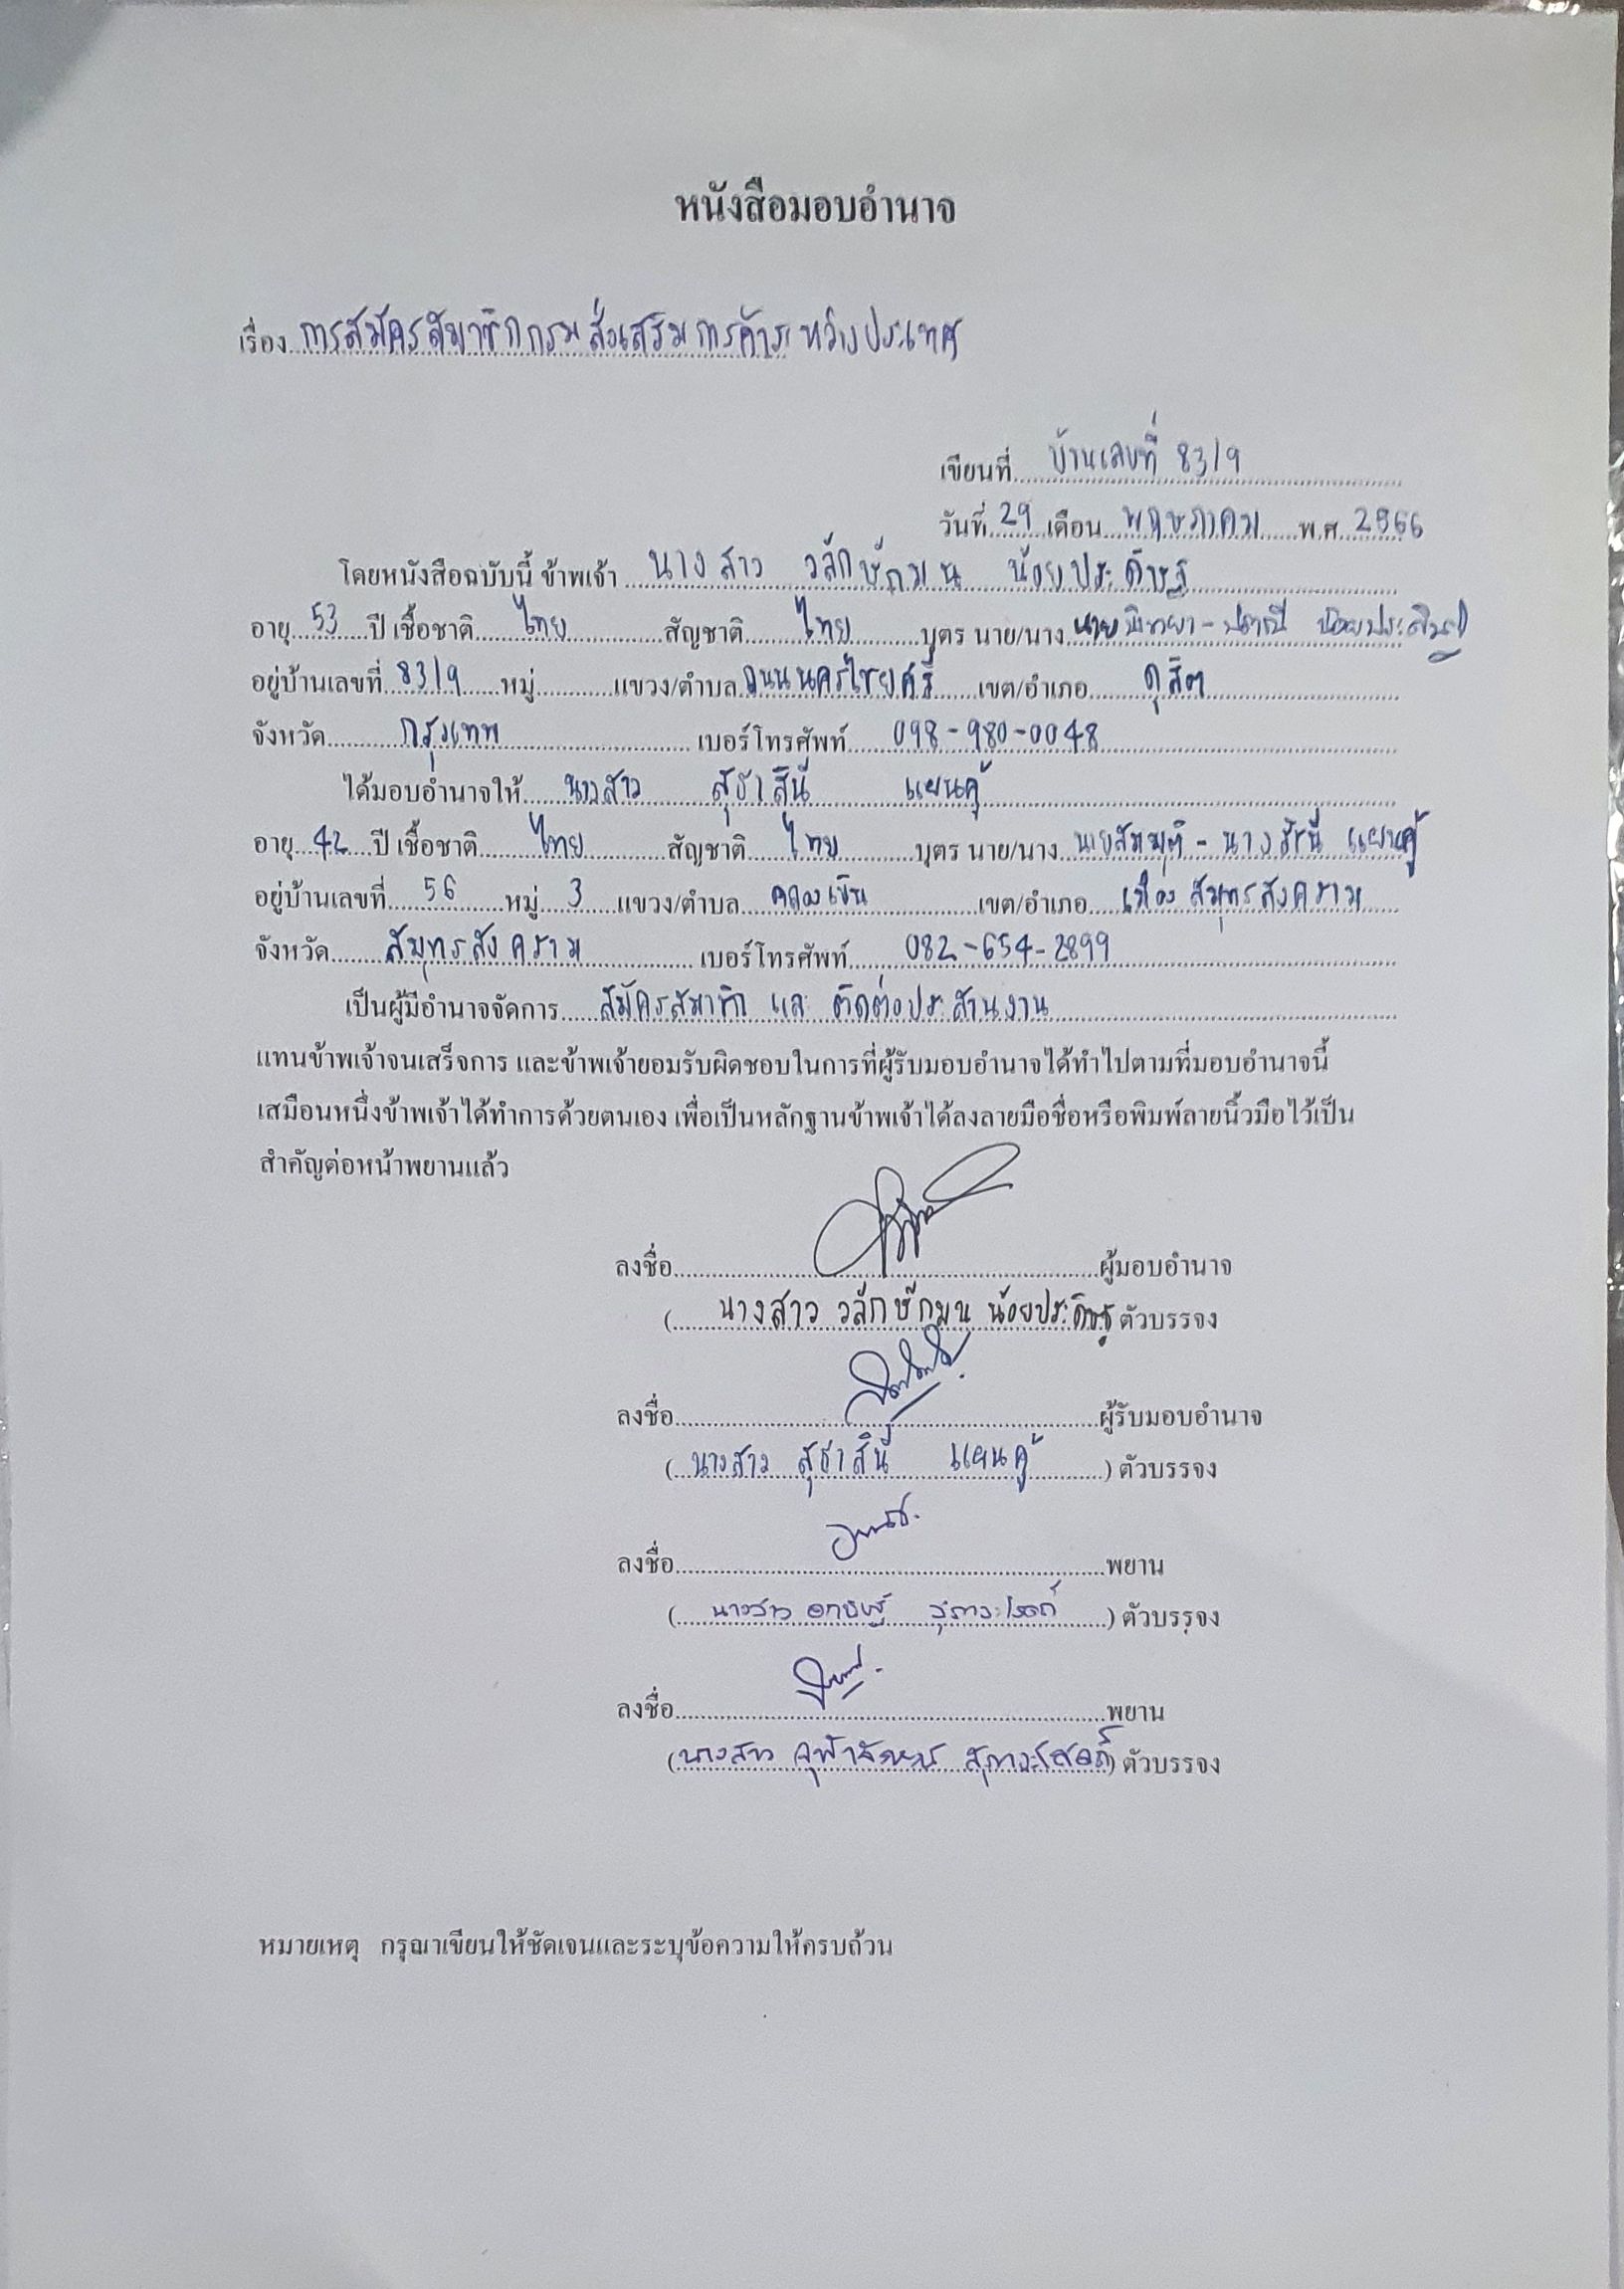 หนังสือมอบอำนาจ
เรื่อง การสมัครสมาชิกกรมส่งเสริมการค้าระหว่างประเทศ
เขียนที่ บ้านเลขที่ 83/9
วันที่ 29 เดือน พฤษภาคม พ.ศ. 2566
โดยหนังสือฉบับนี้ ข้าพเจ้า นางสาว วลักษ์กมน น้อยประดิษฐ
อายุ 53 ปี เชื้อชาติ ไทย สัญชาติ ไทย บุตร นาย/นาง นาย
อยู่บ้านเลขที่ 83/9 หมู่ แขวง/ตำบล ถนนนครไชยศรี เขต/อำเภอ ดุสิต
จังหวัด กรุงเทพ เบอร์โทรศัพท์ 098-980-0048
ได้มอบอำนาจให้ นางสาว สุธาสินี แผนคู้
อายุ 42 ปี เชื้อชาติ ไทย สัญชาติ ไทย บุตร นาย/นาง นายสมมุติ - นางรัชนี แผนคู้
อยู่บ้านเลขที่ 56 หมู่ 3 แขวง/ตำบล คลองเขิน เขต/อำเภอ เมือง สมุทรสงคราม
จังหวัด สมุทรสงคราม เบอร์โทรศัพท์ 082-654-2899
เป็นผู้มีอำนาจจัดการ สมัครสมาชิก และ ติดต่อประสานงาน
แทนข้าพเจ้าจนเสร็จการ และข้าพเจ้ายอมรับผิดชอบในการที่ผู้รับมอบอำนาจได้ทำไปตามที่มอบอำนาจนี้
เสมือนหนึ่งข้าพเจ้าได้ทำการด้วยตนเอง เพื่อเป็นหลักฐานข้าพเจ้าได้ลงลายมือชื่อหรือพิมพ์ลายนิ้วมือไว้เป็น
สำคัญต่อหน้าพยานแล้ว
ลงชื่อ ผู้มอบอำนาจ
( นางสาว วลักษ์กมน น้อยประดิษฐ ตัวบรรจง
ลงชื่อ ผู้รับมอบอำนาจ
( นางสาว สุธาสินี แผนคู้ ) ตัวบรรจง
ลงชื่อ พยาน
( นางสาว ) ตัวบรรจง
ลงชื่อ พยาน
( นางสาว ) ตัวบรรจง
หมายเหตุ กรุณาเขียนให้ชัดเจนและระบุข้อความให้ครบถ้วน